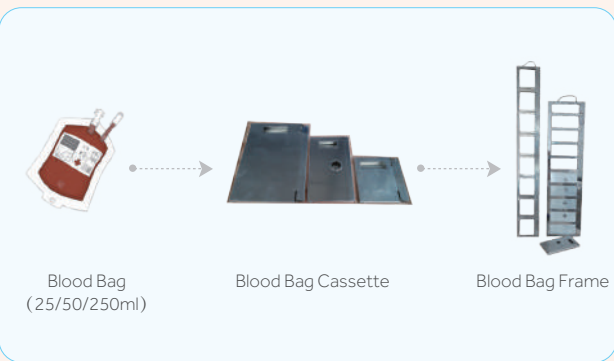 Blood Bag
（25/50/250ml）
Blood Bag Cassette
Blood Bag Frame